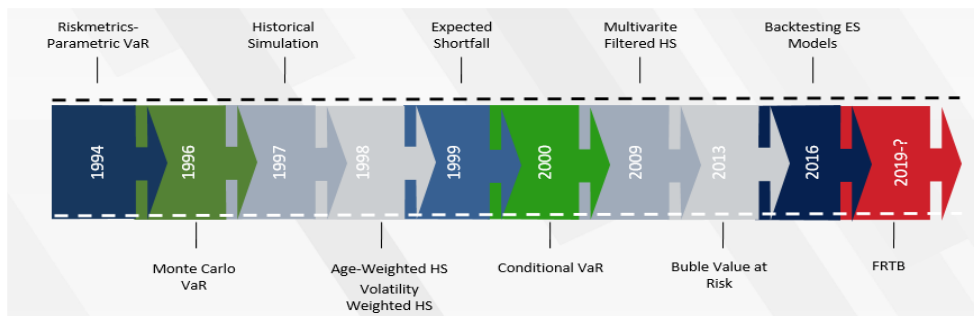 Riskmetrics-
Parametric VaR
Historical
Simulation
Expected
Shortfall
Multivarite
Filtered HS
Backtesting ES
Models
1994
1996
1997
1998
1999
2000
2009
2013
2016
2019-?
Monte Carlo
VaR
Age-Weighted HS
Volatility
Weighted HS
Conditional VaR
Buble Value at
Risk
FRTB